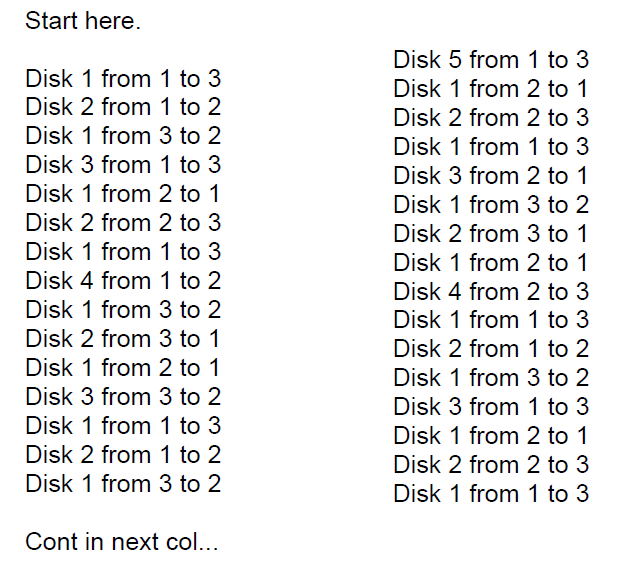 Start here.
Disk 1 from 1 to 3
Disk 2 from 1 to 2
Disk 1 from 3 to 2
Disk 3 from 1 to 3
Disk 1 from 2 to 1
Disk 2 from 2 to 3
Disk 1 from 1 to 3
Disk 4 from 1 to 2
Disk 1 from 3 to 2
Disk 2 from 3 to 1
Disk 1 from 2 to 1
Disk 3 from 3 to 2
Disk 1 from 1 to 3
Disk 2 from 1 to 2
Disk 1 from 3 to 2
Cont in next col...
Disk 5 from 1 to 3
Disk 1 from 2 to 1
Disk 2 from 2 to 3
Disk 1 from 1 to 3
Disk 3 from 2 to 1
Disk 1 from 3 to 2
Disk 2 from 3 to 1
Disk 1 from 2 to 1
Disk 4 from 2 to 3
Disk 1 from 1 to 3
Disk 2 from 1 to 2
Disk 1 from 3 to 2
Disk 3 from 1 to 3
Disk 1 from 2 to 1
Disk 2 from 2 to 3
Disk 1 from 1 to 3